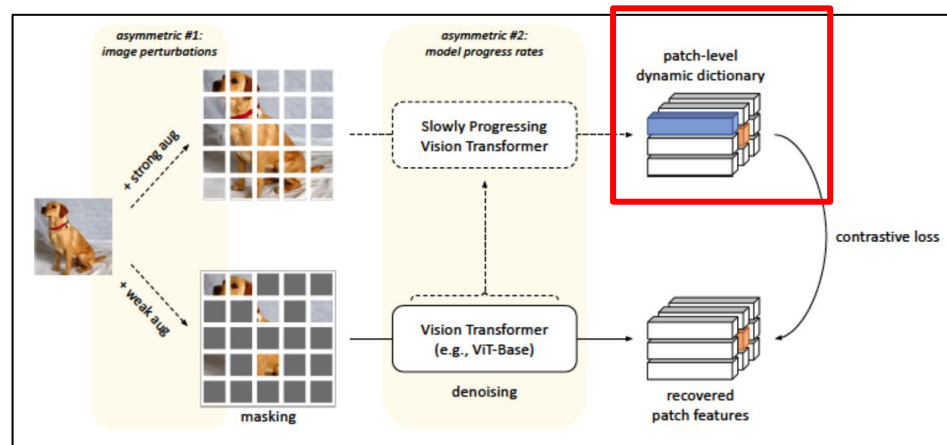 asymmetric #1:
image perturbations
asymmetric #2:
model progress rates
patch-level
dynamic dictionary
+ strong aug
Slowly Progressing
Vision Transformer
contrastive loss
+ weak aug
Vision Transformer
(e.g., ViT-Base)
masking
denoising
recovered
patch features